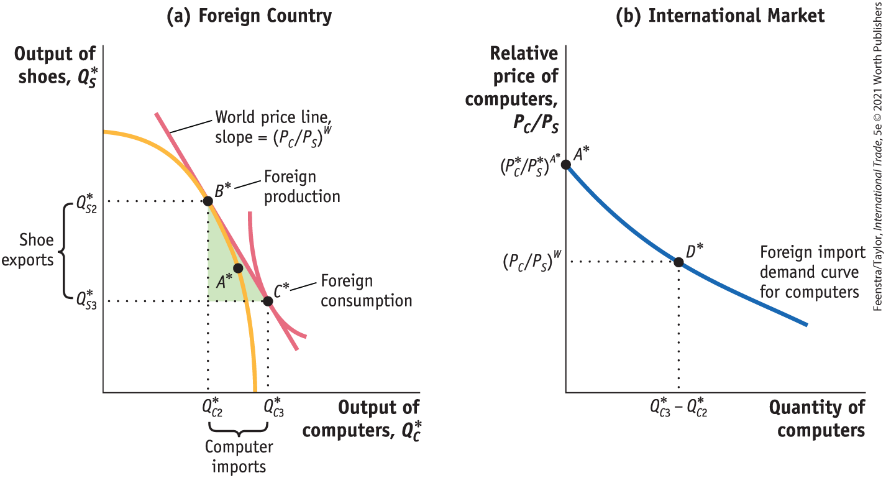 (a) Foreign Country
Output of
shoes, Q*S
World price line,
slope = (PC/PS)^W
B*
Foreign
production
Q*S2
Shoe
exports
A*
C*
Foreign
consumption
Q*S3
Q*C2
Q*C3
Output of
computers, Q*C
Computer
imports
(b) International Market
Relative
price of
computers,
PC/PS
(P*C/P*S)^A*
A*
(PC/PS)^W
D*
Foreign import
demand curve
for computers
Q*C3 – Q*C2
Quantity of
computers
Feenstra/Taylor, International Trade, 5e © 2021 Worth Publishers